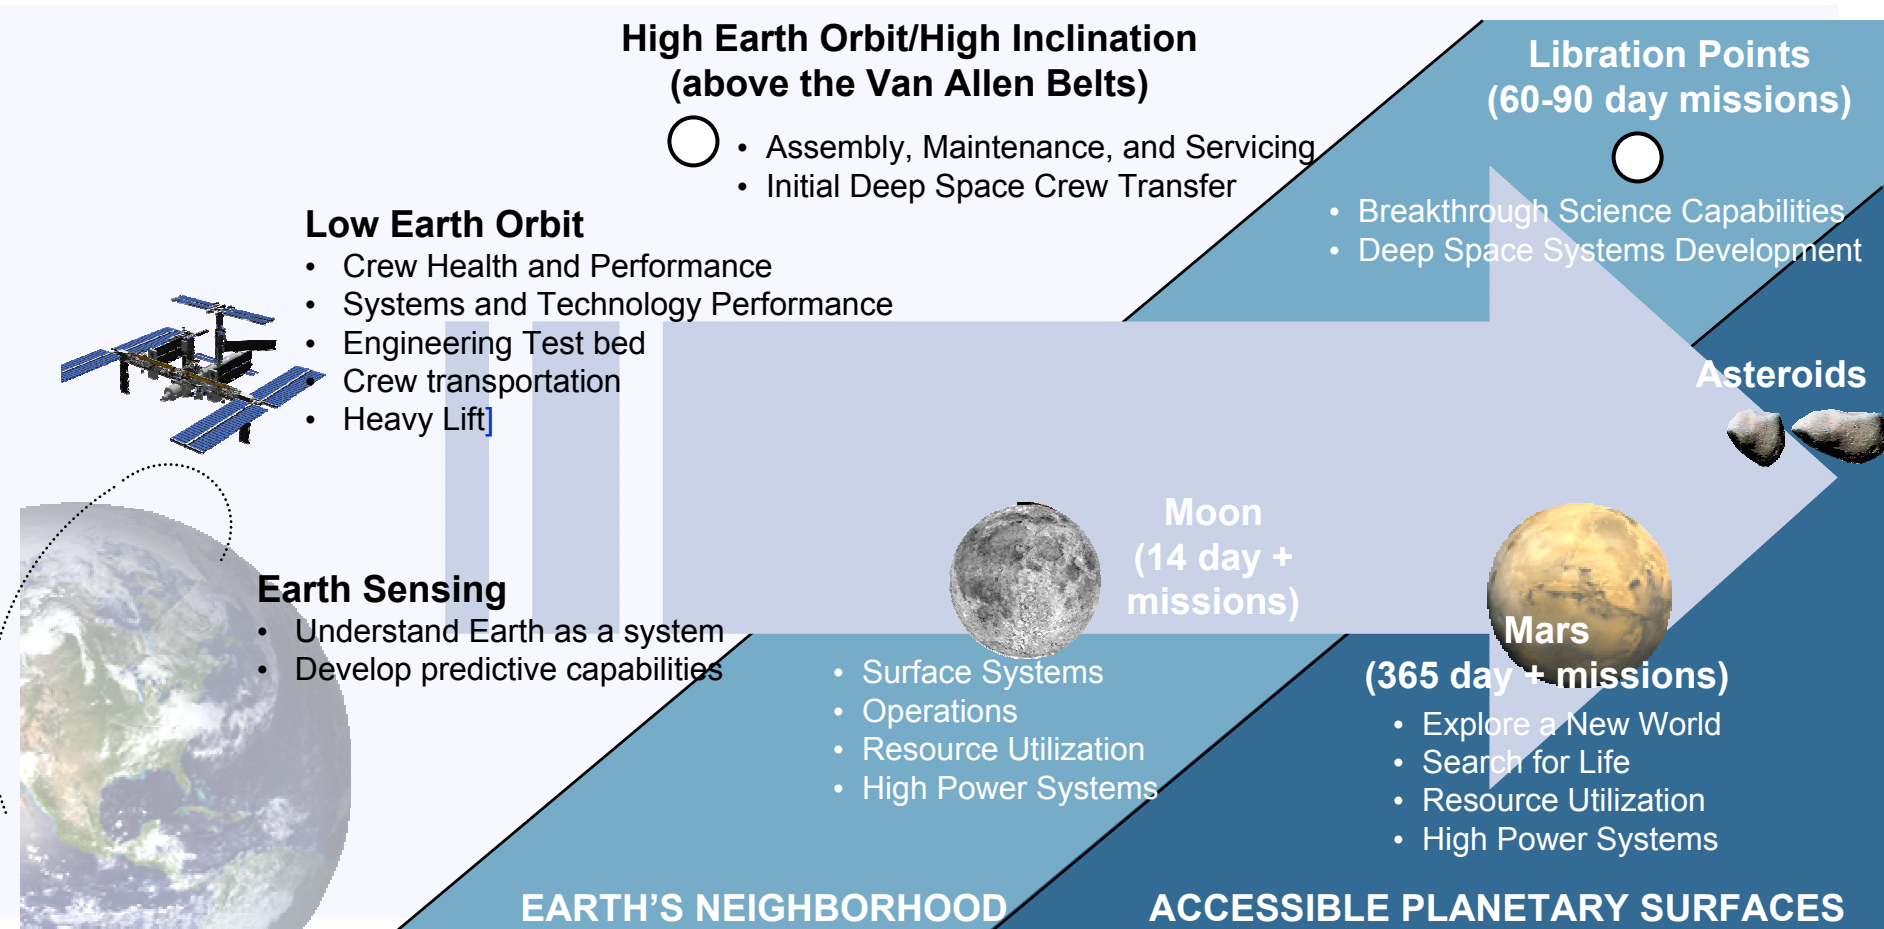 High Earth Orbit/High Inclination
(above the Van Allen Belts)
• Assembly, Maintenance, and Servicing
• Initial Deep Space Crew Transfer
Libration Points
(60-90 day missions)
• Breakthrough Science Capabilities
• Deep Space Systems Development
Low Earth Orbit
• Crew Health and Performance
• Systems and Technology Performance
• Engineering Test bed
• Crew transportation
• Heavy Lift]
Asteroids
Earth Sensing
• Understand Earth as a system
• Develop predictive capabilities
Moon
(14 day +
missions)
• Surface Systems
• Operations
• Resource Utilization
• High Power Systems
Mars
(365 day + missions)
• Explore a New World
• Search for Life
• Resource Utilization
• High Power Systems
EARTH’S NEIGHBORHOOD
ACCESSIBLE PLANETARY SURFACES